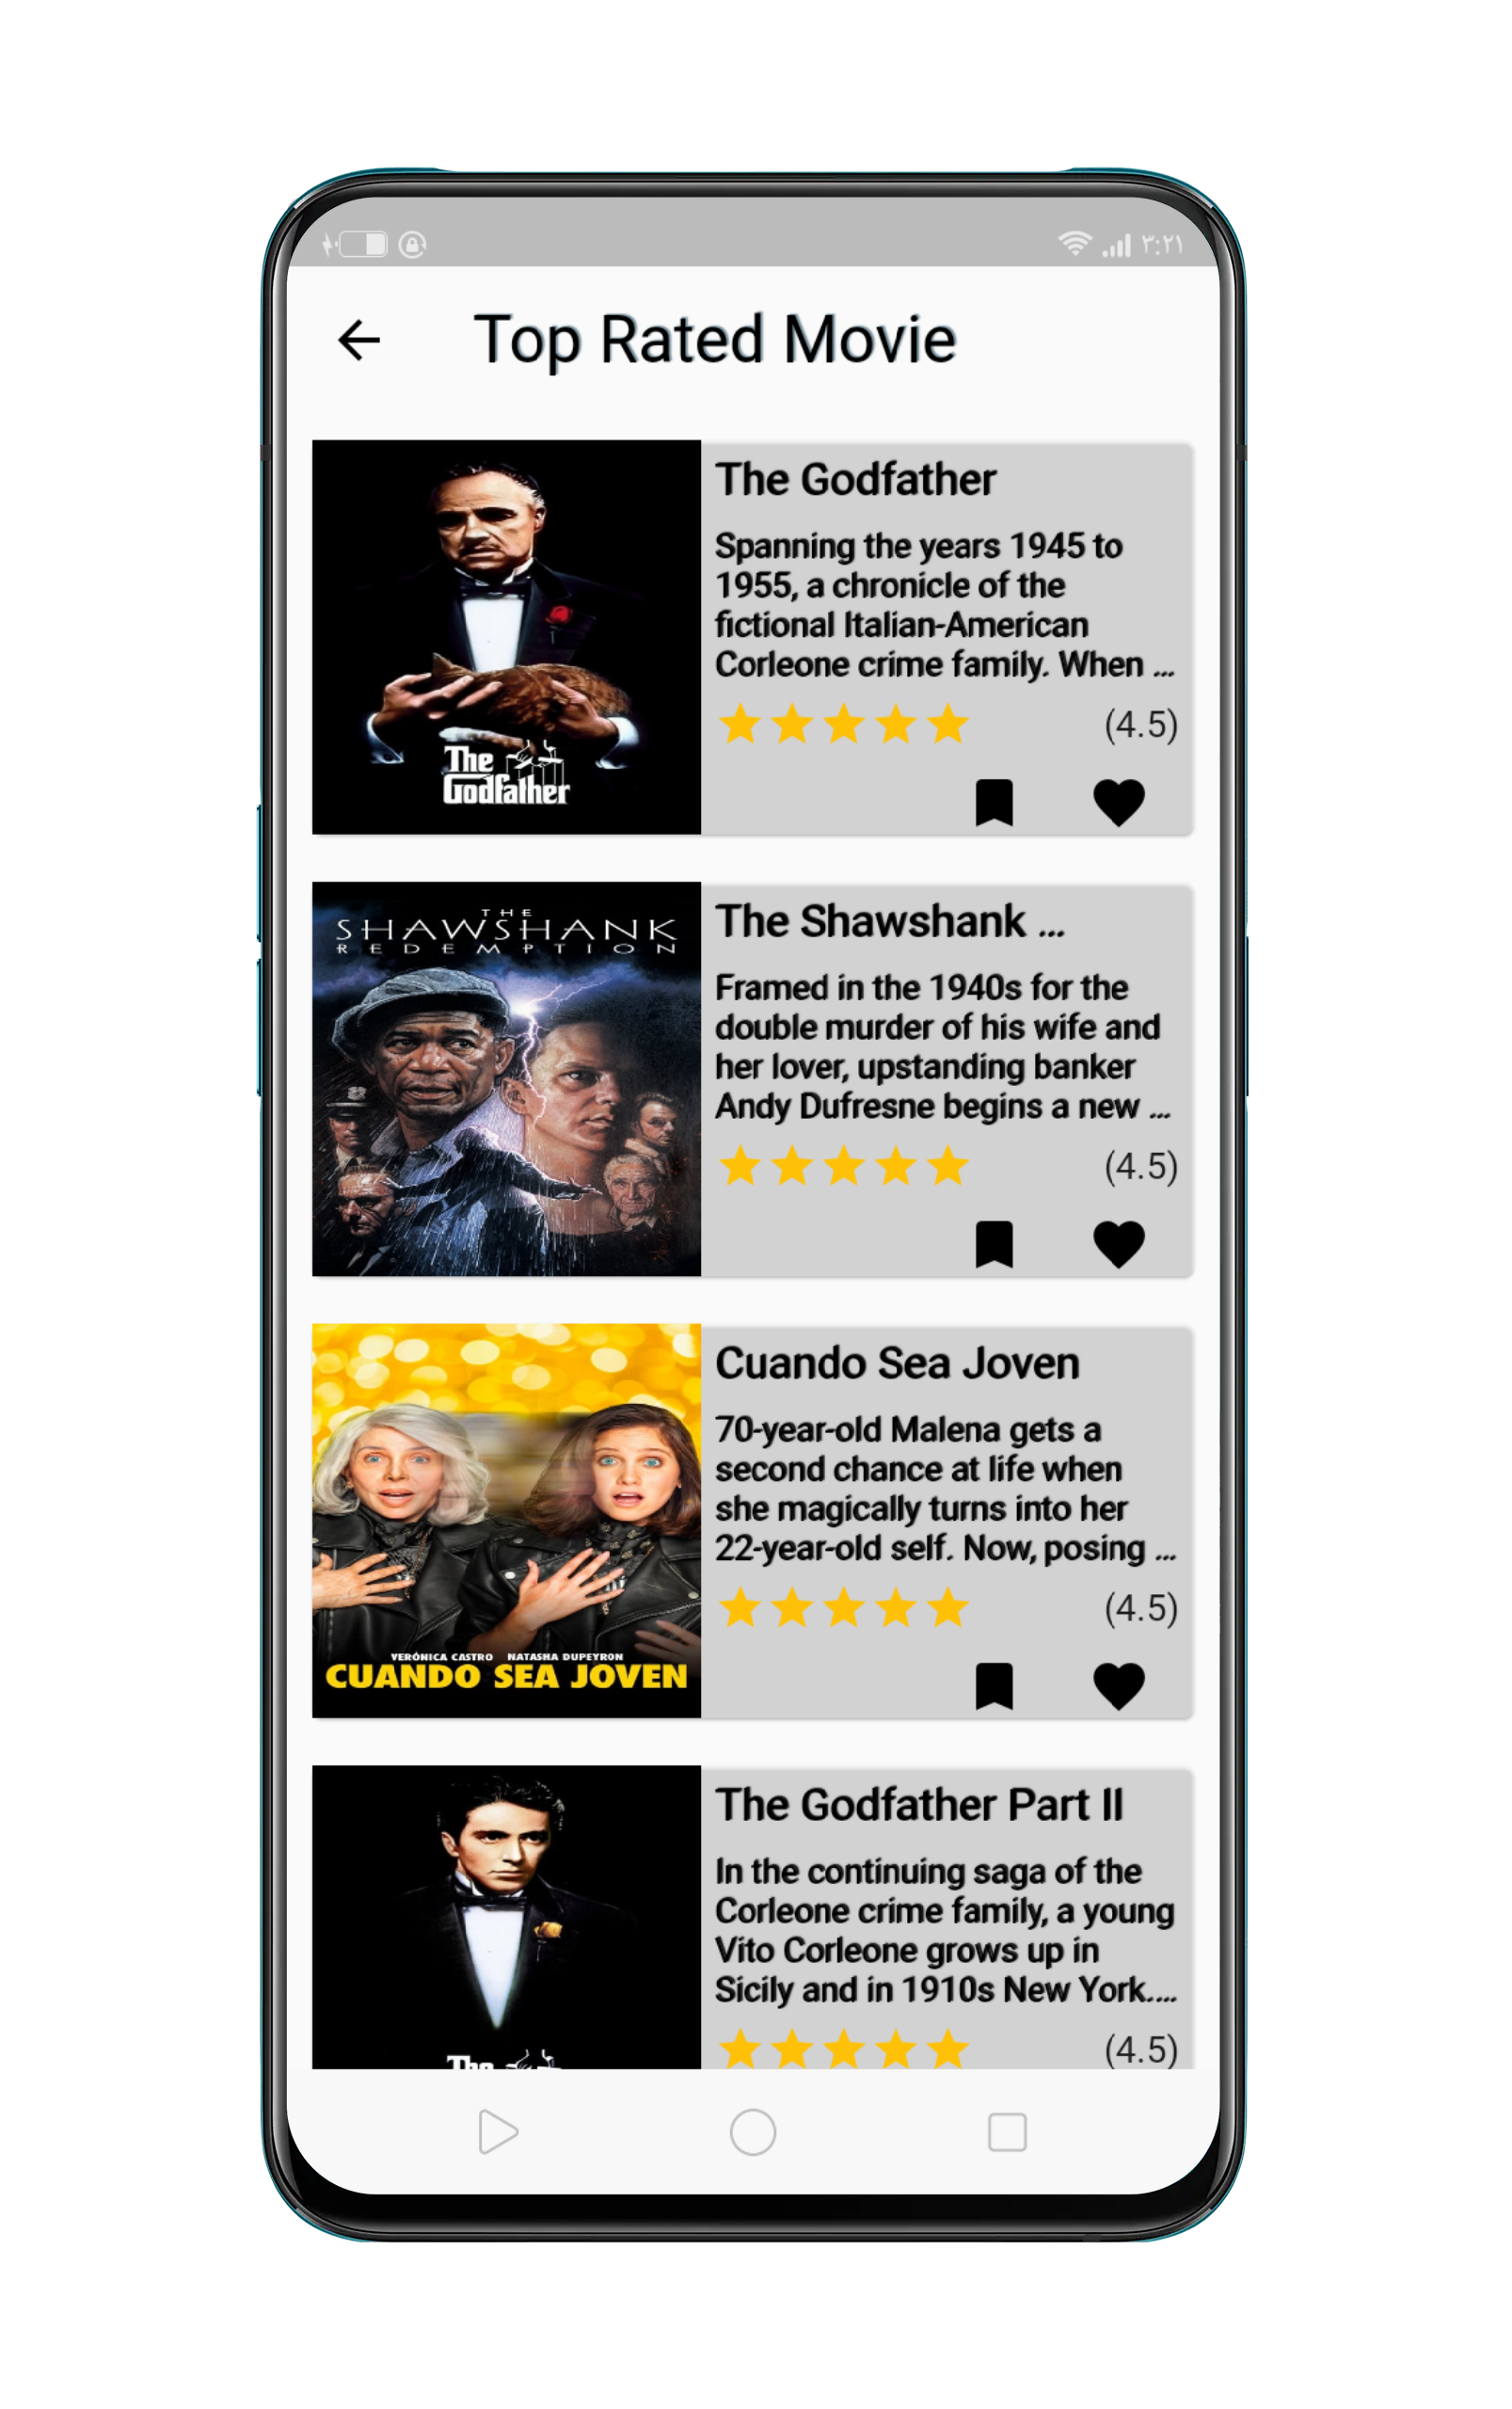 ٣:٢١
Top Rated Movie
The
Godfather
The Godfather
Spanning the years 1945 to
1955, a chronicle of the
fictional Italian-American
Corleone crime family. When ...
(4.5)
THE
SHAWSHANK
REDEMPTION
The Shawshank ...
Framed in the 1940s for the
double murder of his wife and
her lover, upstanding banker
Andy Dufresne begins a new ...
(4.5)
VERÓNICA CASTRO NATASHA DUPEYRON
CUANDO SEA JOVEN
Cuando Sea Joven
70-year-old Malena gets a
second chance at life when
she magically turns into her
22-year-old self. Now, posing ...
(4.5)
The
The Godfather Part II
In the continuing saga of the
Corleone crime family, a young
Vito Corleone grows up in
Sicily and in 1910s New York....
(4.5)